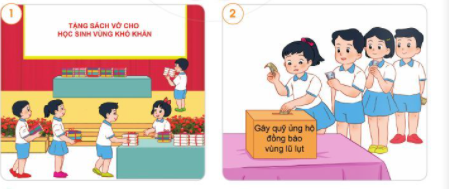 1
TẶNG SÁCH VỞ CHO
HỌC SINH VÙNG KHÓ KHĂN
2
Gây quỹ ủng hộ
đồng bào
vùng lũ lụt